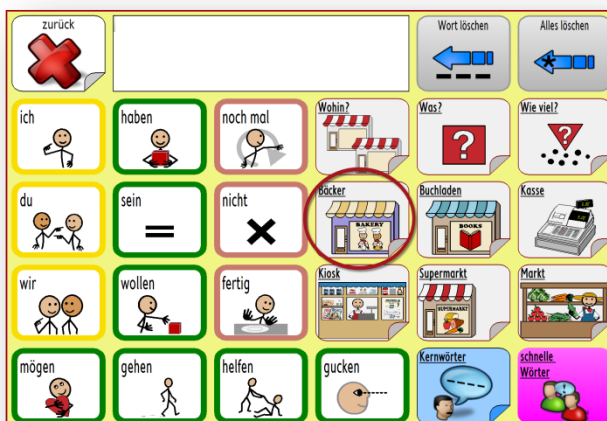 zurück
Wort löschen
Alles löschen
ich
haben
noch mal
Wohin?
Was?
Wie viel?
?
?
du
sein
nicht
Bäcker
Buchladen
Kasse
BAKERY
BOOKS
wir
wollen
fertig
Kiosk
Supermarkt
Markt
SUPERMARKT
mögen
gehen
helfen
gucken
Kernwörter
schnelle
Wörter